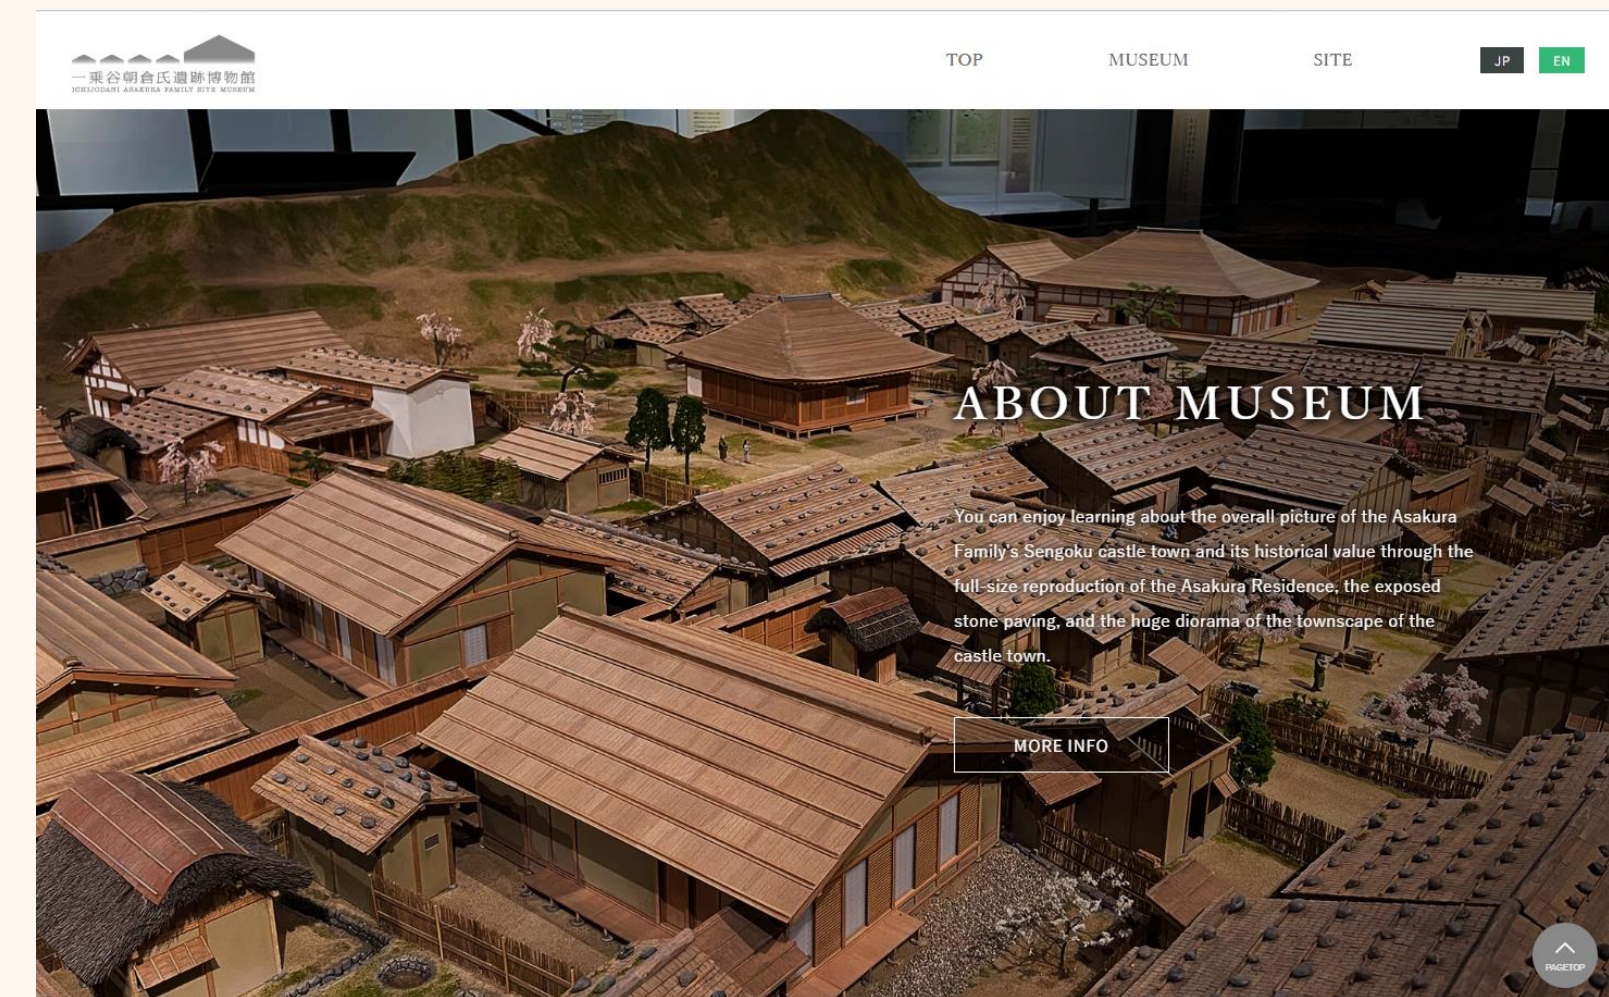 一乗谷朝倉氏遺跡博物館
ICHIJODANI ASAKURA FAMILY SITE MUSEUM
TOP MUSEUM SITE JP EN
ABOUT MUSEUM
You can enjoy learning about the overall picture of the Asakura
Family's Sengoku castle town and its historical value through the
full-size reproduction of the Asakura Residence, the exposed
stone paving, and the huge diorama of the townscape of the
castle town.
MORE INFO
PAGETOP